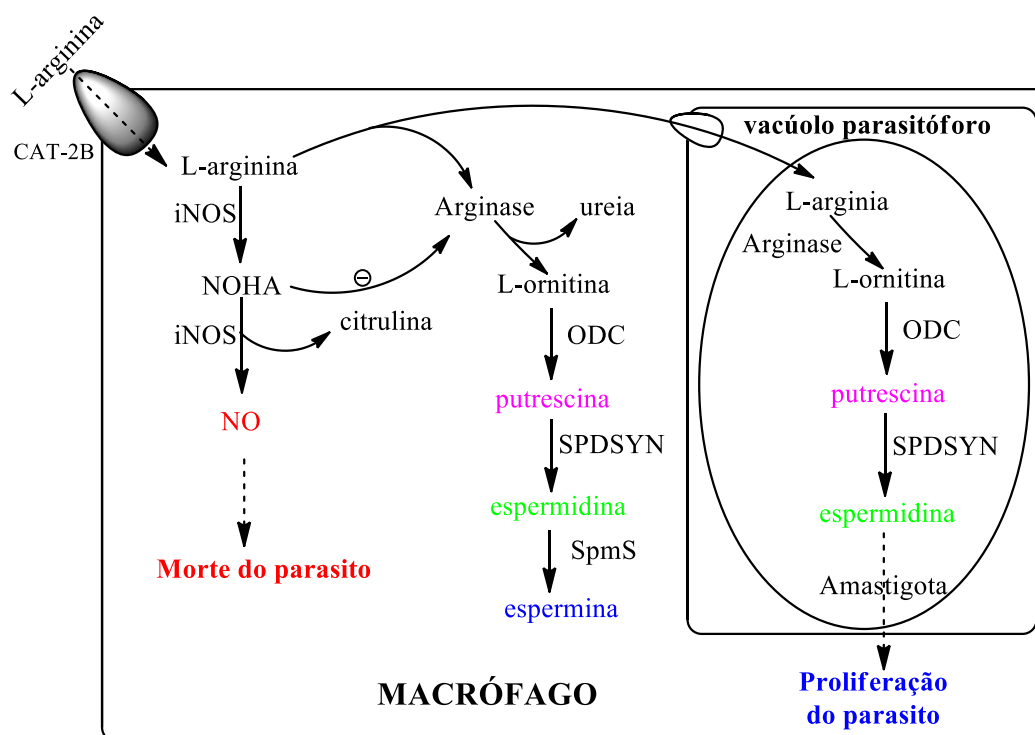 L-arginina
CAT-2B
L-arginina
iNOS
NOHA
iNOS
citrulina
NO
Morte do parasito
Arginase
ureia
L-ornitina
ODC
putrescina
SPDSYN
espermidina
SpmS
espermina
MACRÓFAGO
vacúolo parasitóforo
L-arginia
Arginase
L-ornitina
ODC
putrescina
SPDSYN
espermidina
Amastigota
Proliferação
do parasito